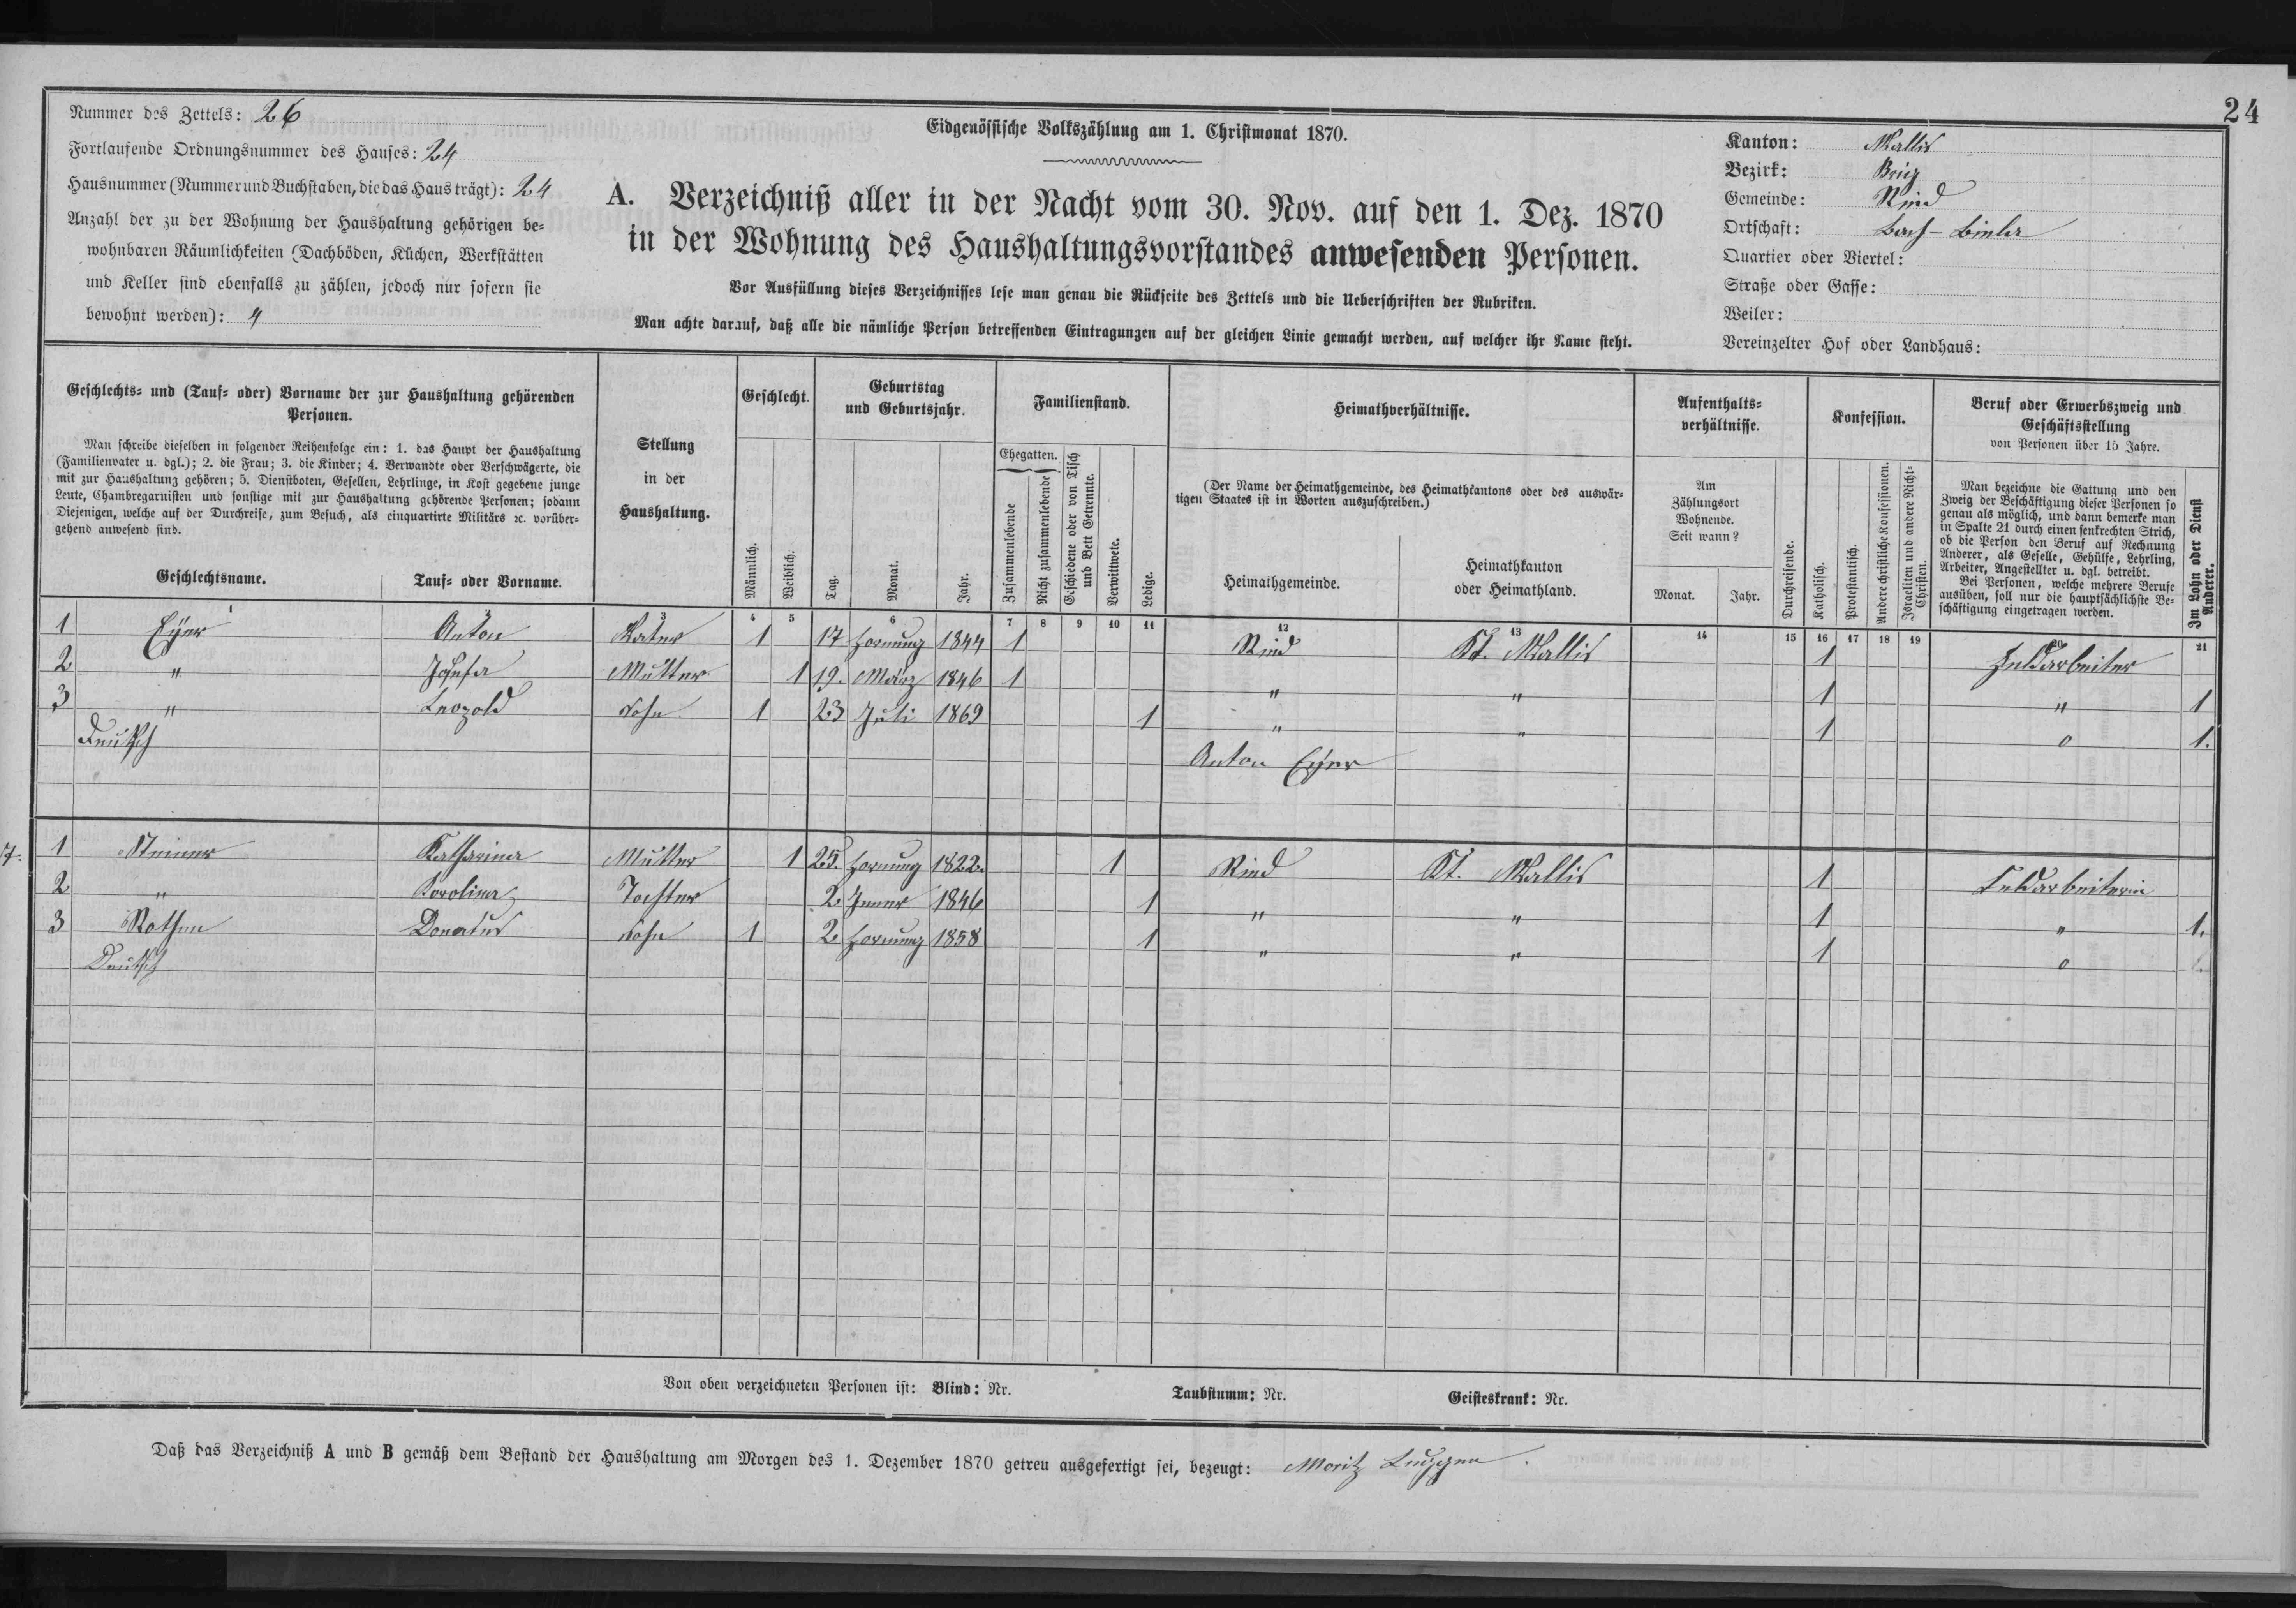 24
Nummer des Zettels: 26
Fortlaufende Ordnungsnummer des Hauses: 24
Hausnummer (Nummer und Buchstaben, die das Haus trägt): 24
Anzahl der zu der Wohnung der Haushaltung gehörigen be=
wohnbaren Räumlichkeiten (Dachböden, Küchen, Werkstätten
und Keller sind ebenfalls zu zählen, jedoch nur sofern sie
bewohnt werden): 4
Eidgenössische Volkszählung am 1. Christmonat 1870.
A. Verzeichniß aller in der Nacht vom 30. Nov. auf den 1. Dez. 1870
in der Wohnung des Haushaltungsvorstandes anwesenden Personen.
Vor Ausfüllung dieses Verzeichnisses lese man genau die Rückseite des Zettels und die Ueberschriften der Rubriken.
Man achte darauf, daß alle die nämliche Person betreffenden Eintragungen auf der gleichen Linie gemacht werden, auf welcher ihr Name steht.
Kanton: Wallis
Bezirk: Brig
Gemeinde: Ried
Ortschaft:
Quartier oder Viertel:
Straße oder Gasse:
Weiler:
Vereinzelter Hof oder Landhaus:
Geschlechts= und (Tauf= oder) Vorname der zur Haushaltung gehörenden
Personen.
Man schreibe dieselben in folgender Reihenfolge ein: 1. das Haupt der Haushaltung
(Familienvater u. dgl.); 2. die Frau; 3. die Kinder; 4. Verwandte oder Verschwägerte, die
mit zur Haushaltung gehören; 5. Dienstboten, Gesellen, Lehrlinge, in Kost gegebene junge
Leute, Chambregarnisten und sonstige mit zur Haushaltung gehörende Personen; sodann
Diejenigen, welche auf der Durchreise, zum Besuch, als einquartirte Militärs ꝛc. vorüber=
gehend anwesend sind.
Geschlechtsname. Tauf= oder Vorname.
Stellung
in der
Haushaltung.
Geschlecht.
Männlich. Weiblich.
Geburtstag
und Geburtsjahr.
Tag. Monat. Jahr.
Familienstand.
Ehegatten.
Zusammenlebende
Nicht zusammenlebende
Geschiedene oder von Tisch
und Bett Getrennte.
Verwittwete.
Ledige.
Heimathverhältnisse.
(Der Name der Heimathgemeinde, des Heimathkantons oder des auswär=
tigen Staates ist in Worten auszuschreiben.)
Heimathgemeinde.
Heimathkanton
oder Heimathland.
Aufenthalts=
verhältnisse.
Am
Zählungsort
Wohnende.
Seit wann?
Monat. Jahr.
Durchreisende.
Konfession.
Katholisch.
Protestantisch.
Andere christliche Konfessionen.
Israeliten und andere Nicht-
Christen.
Beruf oder Erwerbszweig und
Geschäftsstellung
von Personen über 15 Jahre.
Man bezeichne die Gattung und den
Zweig der Beschäftigung dieser Personen so
genau als möglich, und dann bemerke man
in Spalte 21 durch einen senkrechten Strich,
ob die Person den Beruf auf Rechnung
Anderer, als Geselle, Gehülfe, Lehrling,
Arbeiter, Angestellter u. dgl. betreibt.
Bei Personen, welche mehrere Berufe
ausüben, soll nur die hauptsächlichste Be=
schäftigung eingetragen werden.
Im Lohn oder Dienst
Anderer.
1 2 3 4 5 6 7 8 9 10 11 12 13 14 15 16 17 18 19 20 21
1 Eÿer Anton Vater 1 17 Hornung 1844 1 Ried Kt. Wallis 1 Feldarbeiter
2 " Josefa Mutter 1 19. März 1846 1 " " 1 " 1
3 " Leopold Sohn 1 23 Juli 1869 1 " " 1 0 1.
Deutsch Anton Eÿer
7. 1 Steiner Katharina Mutter 1 25. Hornung 1822. 1 Ried Kt. Wallis 1 Feldarbeiterin
2 " Karolina Tochter 2. Jenner 1846 1 " " 1 " 1.
3 Rothen Donatus Sohn 1 2 Hornung 1858 1 " " 1 0
Deutsch
Von oben verzeichneten Personen ist: Blind: Nr. Taubstumm: Nr. Geisteskrank: Nr.
Daß das Verzeichniß A und B gemäß dem Bestand der Haushaltung am Morgen des 1. Dezember 1870 getreu ausgefertigt sei, bezeugt: Moritz Luggen.